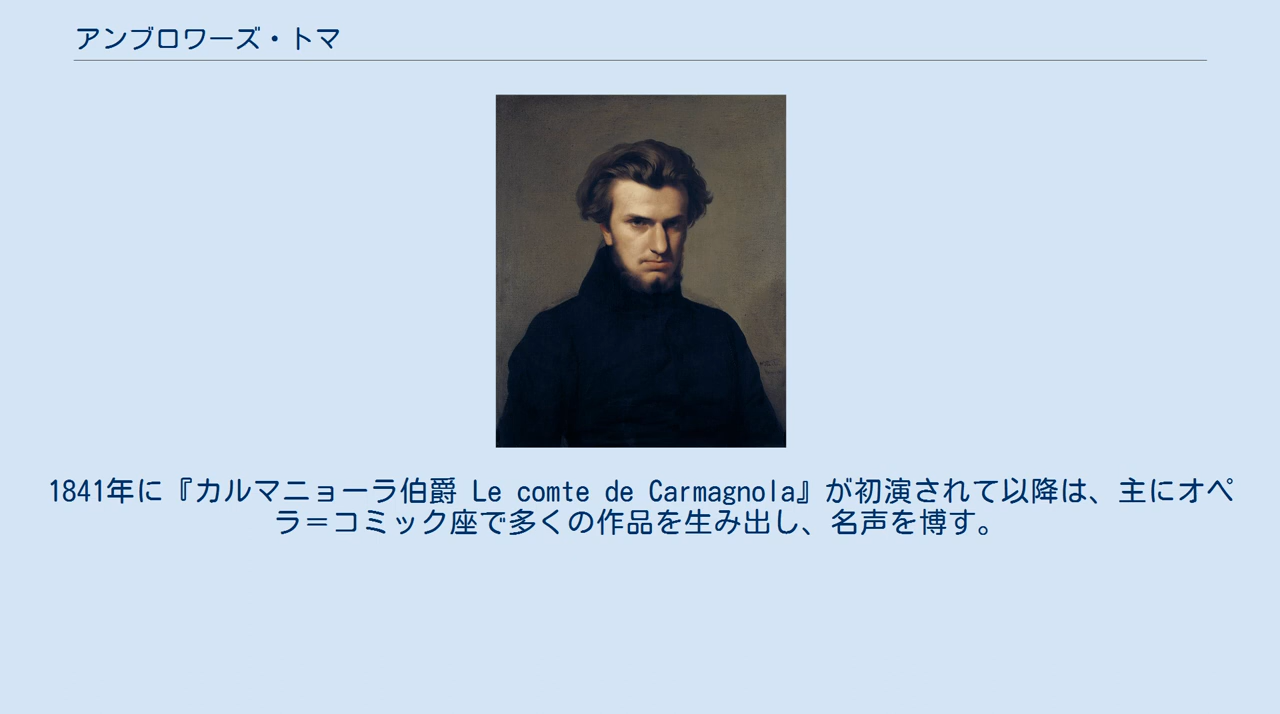 アンブロワーズ・トマ
1841年に『カルマニョーラ伯爵 Le comte de Carmagnola』が初演されて以降は、主にオペ
ラ＝コミック座で多くの作品を生み出し、名声を博す。